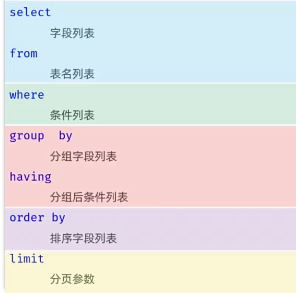 select
字段列表
from
表名列表
where
条件列表
group  by
分组字段列表
having
分组后条件列表
order by
排序字段列表
limit
分页参数